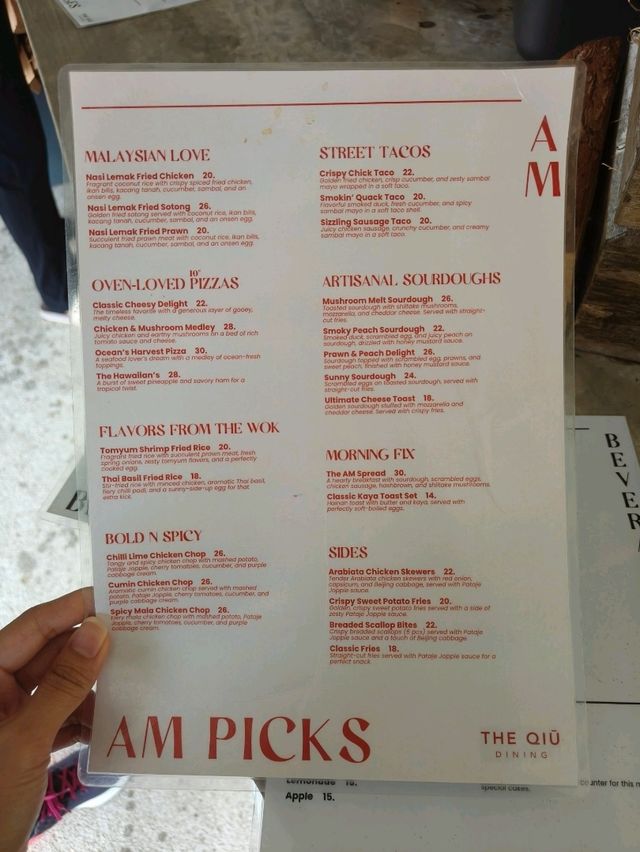 A
M
MALAYSIAN LOVE
Nasi Lemak Fried Chicken 20.
Fragrant coconut rice with crispy spiced fried chicken,
ikan bilis, kacang tanah, cucumber, sambal, and an
onsen egg.
Nasi Lemak Fried Sotong 26.
Golden fried sotong served with coconut rice, ikan bilis,
kacang tanah, cucumber, sambal, and an onsen egg.
Nasi Lemak Fried Prawn 20.
Succulent fried prawn meat with coconut rice, ikan bilis,
kacang tanah, cucumber, sambal, and an onsen egg.
OVEN-LOVED 10" PIZZAS
Classic Cheesy Delight 22.
The timeless favorite with a generous layer of gooey,
melty cheese.
Chicken & Mushroom Medley 28.
Juicy chicken and earthy mushrooms on a bed of rich
tomato sauce and cheese.
Ocean's Harvest Pizza 30.
A seafood lover's dream with a medley of ocean-fresh
toppings.
The Hawaiian's 28.
A burst of sweet pineapple and savory ham for a
tropical twist.
FLAVORS FROM THE WOK
Tomyum Shrimp Fried Rice 20.
Fragrant fried rice with succulent prawn meat, fresh
spring onions, zesty tomyum flavors, and a perfectly
cooked egg.
Thai Basil Fried Rice 18.
Stir-fried rice with minced chicken, aromatic Thai basil,
fiery chili padi, and a sunny-side-up egg for that
extra kick.
BOLD N SPICY
Chilli Lime Chicken Chop 26.
Tangy and spicy chicken chop with mashed potato,
Pataje Joppie, cherry tomatoes, cucumber, and purple
cabbage cream.
Cumin Chicken Chop 26.
Aromatic cumin chicken chop served with mashed
potato, Pataje Joppie, cherry tomatoes, cucumber, and
purple cabbage cream.
Spicy Mala Chicken Chop 26.
Fiery mala chicken chop with mashed potato, Pataje
Joppie, cherry tomatoes, cucumber, and purple
cabbage cream.
STREET TACOS
Crispy Chick Taco 22.
Golden fried chicken, crisp cucumber, and zesty sambal
mayo wrapped in a soft taco.
Smokin' Quack Taco 20.
Flavorful smoked duck, fresh cucumber, and spicy
sambal mayo in a soft taco shell.
Sizzling Sausage Taco 20.
Juicy chicken sausage, crunchy cucumber, and creamy
sambal mayo in a soft taco.
ARTISANAL SOURDOUGHS
Mushroom Melt Sourdough 26.
Toasted sourdough with shiitake mushrooms,
mozzarella, and cheddar cheese. Served with straight-
cut fries.
Smoky Peach Sourdough 22.
Smoked duck, scrambled egg, and juicy peach on
sourdough, drizzled with honey mustard sauce.
Prawn & Peach Delight 26.
Sourdough topped with scrambled egg, prawns, and
sweet peach, finished with honey mustard sauce.
Sunny Sourdough 24.
Scrambled eggs on toasted sourdough, served with
straight-cut fries.
Ultimate Cheese Toast 18.
Golden sourdough stuffed with mozzarella and
cheddar cheese. Served with crispy fries.
MORNING FIX
The AM Spread 30.
A hearty breakfast with sourdough, scrambled eggs,
chicken sausage, hashbrown, and shiitake mushrooms.
Classic Kaya Toast Set 14.
Hainan toast with butter and kaya, served with
perfectly soft-boiled eggs.
SIDES
Arabiata Chicken Skewers 22.
Tender Arabiata chicken skewers with red onion,
capsicum, and Beijing cabbage, served with Pataje
Joppie sauce.
Crispy Sweet Potato Fries 20.
Golden, crispy sweet potato fries served with a side of
zesty Pataje Joppie sauce.
Breaded Scallop Bites 22.
Crispy breaded scallops (6 pcs) served with Pataje
Joppie sauce and a touch of Beijing cabbage.
Classic Fries 18.
Straight-cut fries served with Pataje Joppie sauce for a
perfect snack.
AM PICKS
THE QIŪ
DINING
B
E
V
E
R
Lemonade 15.
Apple 15.
special cakes.